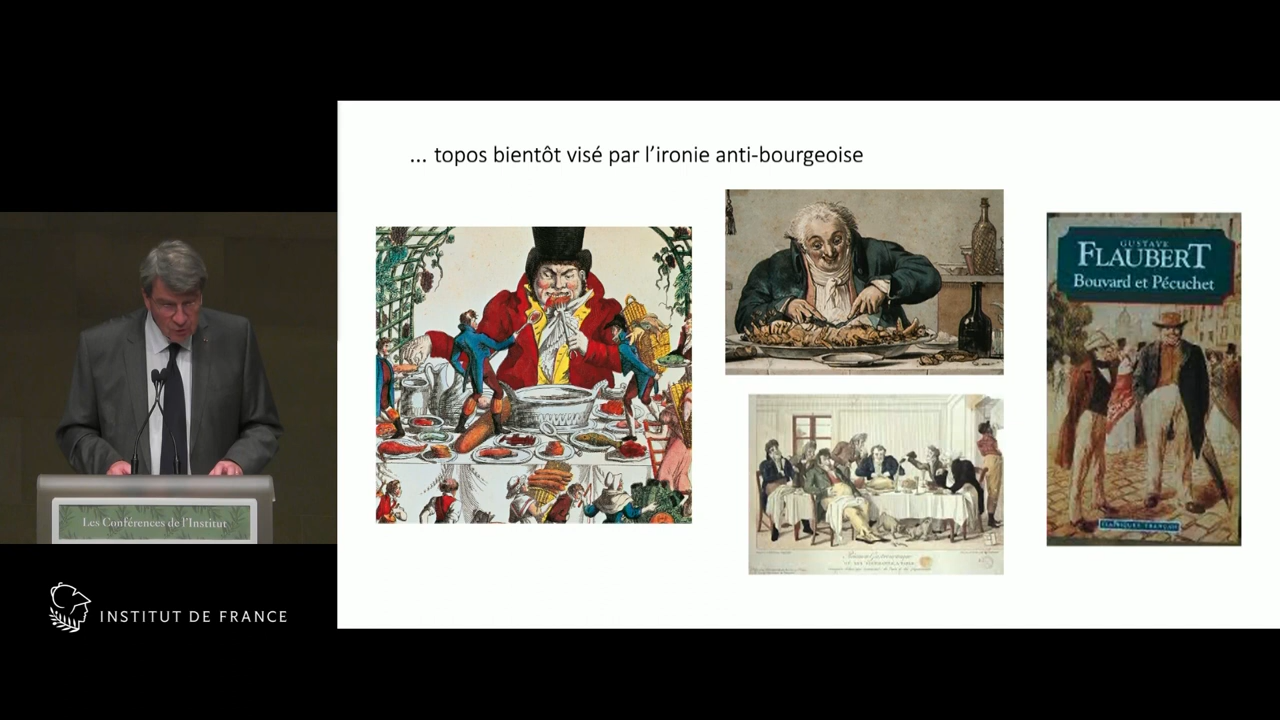 ... topos bientôt visé par l’ironie anti-bourgeoise
GUSTAVE
FLAUBERT
Bouvard et Pécuchet
CLASSIQUES FRANÇAIS
Les Conférences de l’Institut
INSTITUT DE FRANCE